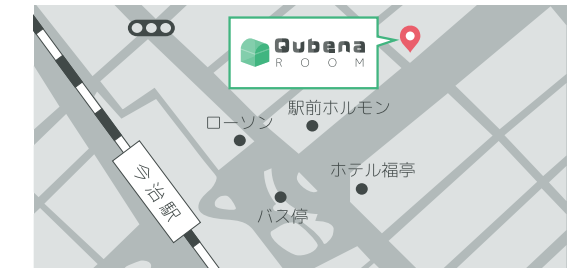 Qubena
ROOM
駅前ホルモン
ローソン
ホテル福亭
今治駅
バス停